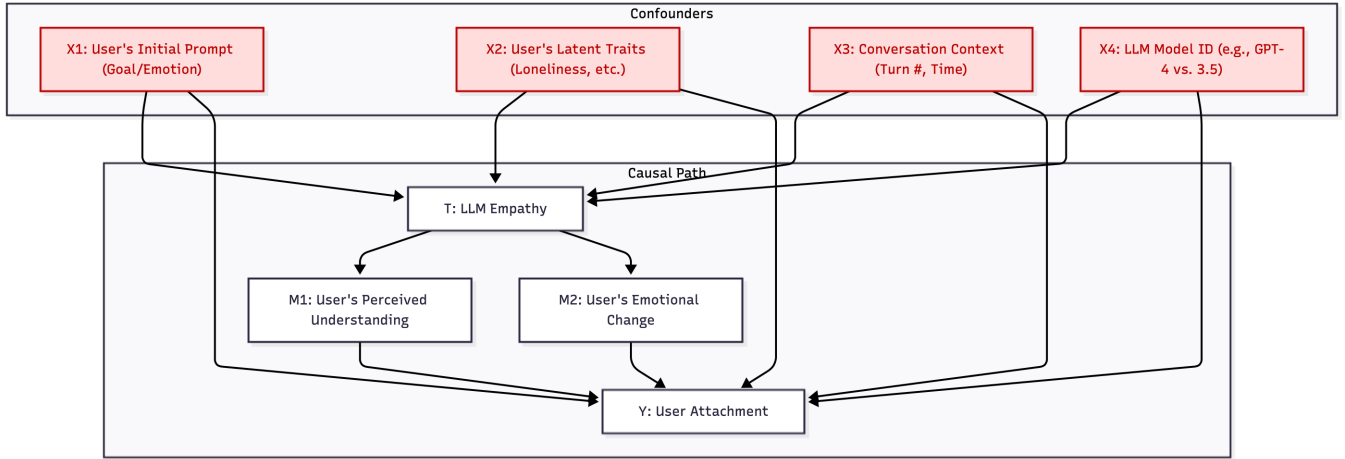 Confounders
X1: User's Initial Prompt
(Goal/Emotion)
X2: User's Latent Traits
(Loneliness, etc.)
X3: Conversation Context
(Turn #, Time)
X4: LLM Model ID (e.g., GPT-
4 vs. 3.5)
Causal Path
T: LLM Empathy
M1: User's Perceived
Understanding
M2: User's Emotional
Change
Y: User Attachment